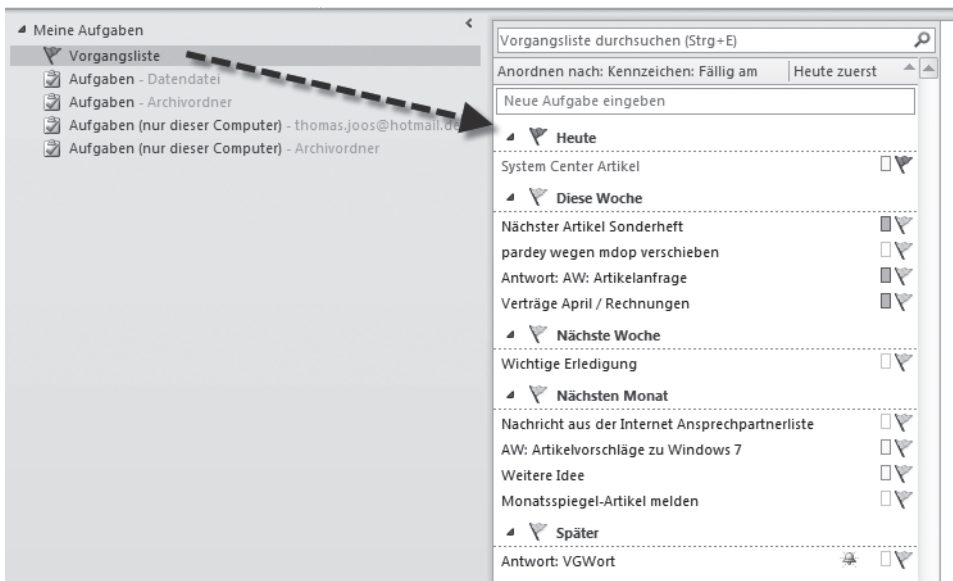 Meine Aufgaben
Vorgangsliste
Aufgaben - Datendatei
Aufgaben - Archivordner
Aufgaben (nur dieser Computer) - thomas.joos@hotmail.de
Aufgaben (nur dieser Computer) - Archivordner
Vorgangsliste durchsuchen (Strg+E)
Anordnen nach: Kennzeichen: Fällig am Heute zuerst
Neue Aufgabe eingeben
Heute
System Center Artikel
Diese Woche
Nächster Artikel Sonderheft
pardey wegen mdop verschieben
Antwort: AW: Artikelanfrage
Verträge April / Rechnungen
Nächste Woche
Wichtige Erledigung
Nächsten Monat
Nachricht aus der Internet Ansprechpartnerliste
AW: Artikelvorschläge zu Windows 7
Weitere Idee
Monatsspiegel-Artikel melden
Später
Antwort: VGWort